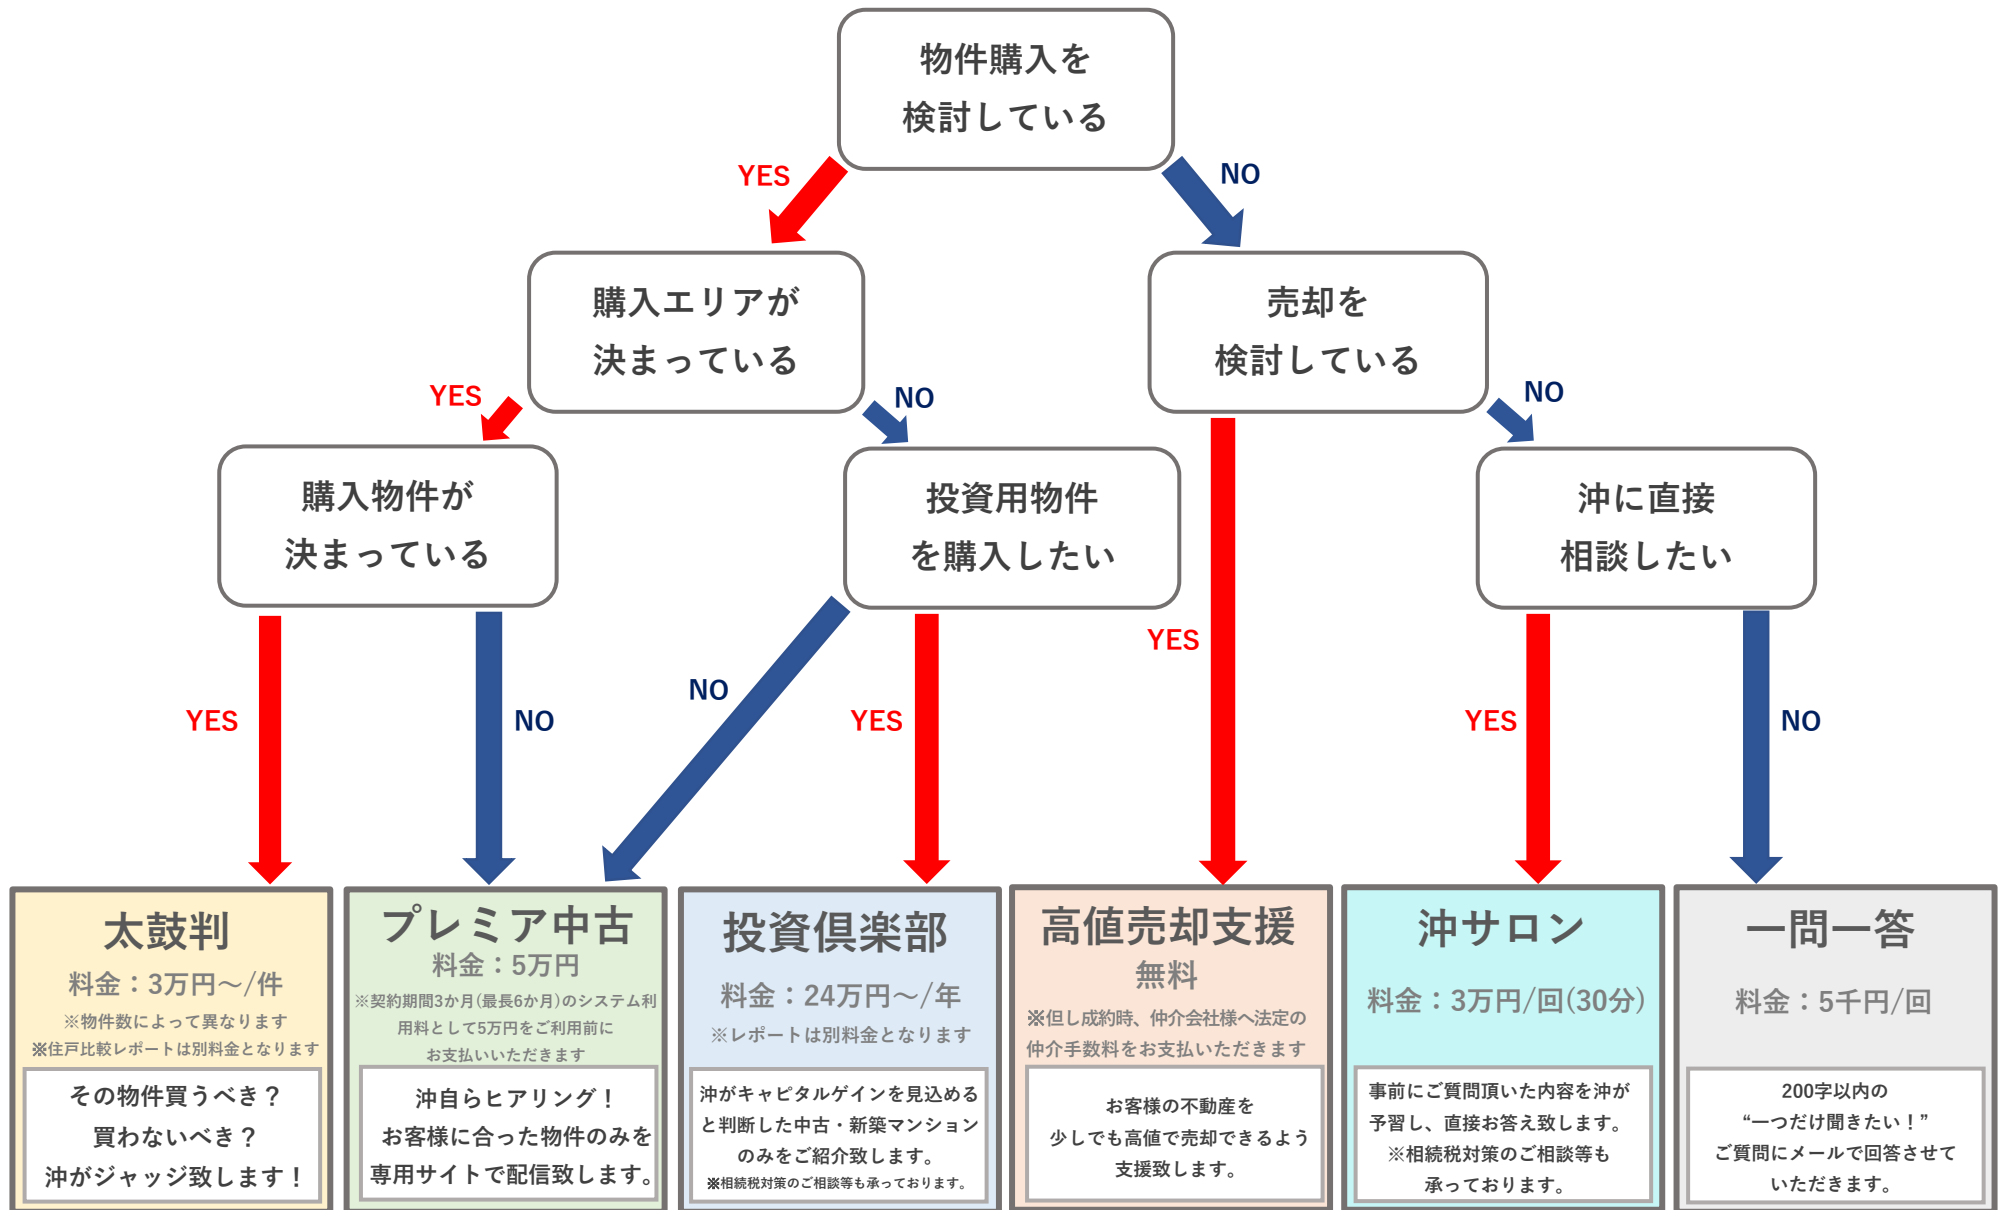 物件購入を
検討している
YES
NO
購入エリアが
決まっている
売却を
検討している
YES
NO
NO
購入物件が
決まっている
投資用物件
を購入したい
沖に直接
相談したい
YES
NO
NO
YES
YES
YES
NO
太鼓判
料金：3万円～/件
※物件数によって異なります
※住戸比較レポートは別料金となります
その物件買うべき？
買わないべき？
沖がジャッジ致します！
プレミア中古
料金：5万円
※契約期間3か月(最長6か月)のシステム利
用料として5万円をご利用前に
お支払いいただきます
沖自らヒアリング！
お客様に合った物件のみを
専用サイトで配信致します。
投資倶楽部
料金：24万円～/年
※レポートは別料金となります
沖がキャピタルゲインを見込める
と判断した中古・新築マンション
のみをご紹介致します。
※相続税対策のご相談等も承っております。
高値売却支援
無料
※但し成約時、仲介会社様へ法定の
仲介手数料をお支払いただきます
お客様の不動産を
少しでも高値で売却できるよう
支援致します。
沖サロン
料金：3万円/回(30分)
事前にご質問頂いた内容を沖が
予習し、直接お答え致します。
※相続税対策のご相談等も
承っております。
一問一答
料金：5千円/回
200字以内の
“一つだけ聞きたい！”
ご質問にメールで回答させて
いただきます。